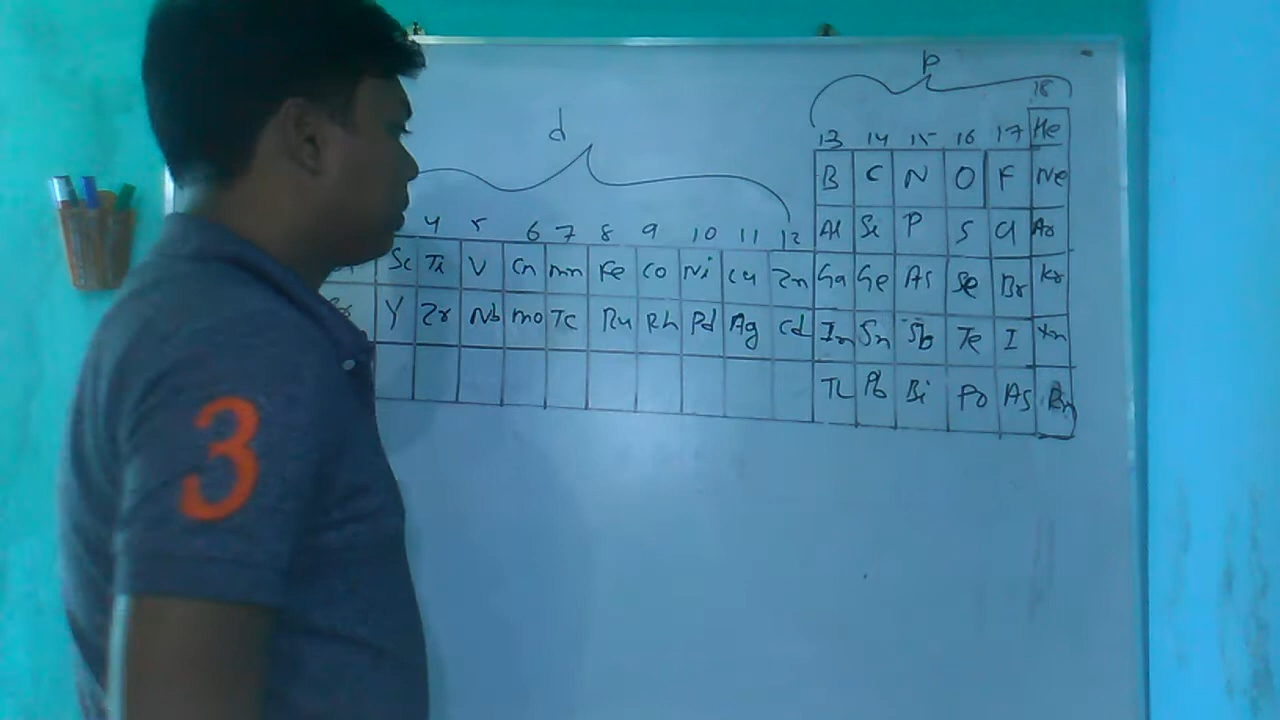 p
18
d
13 14 15 16 17 He
B C N O F Ne
4 5 6 7 8 9 10 11 12 Al Si P S Cl Ar
Sc Ti V Cr mn Fe Co Ni Cu Zn Ga Ge As Se Br Kr
Y Zr Nb mo Tc Ru Rh Pd Ag Cd In Sn Sb Te I Xn
TL Pb Bi Po As Rn
3